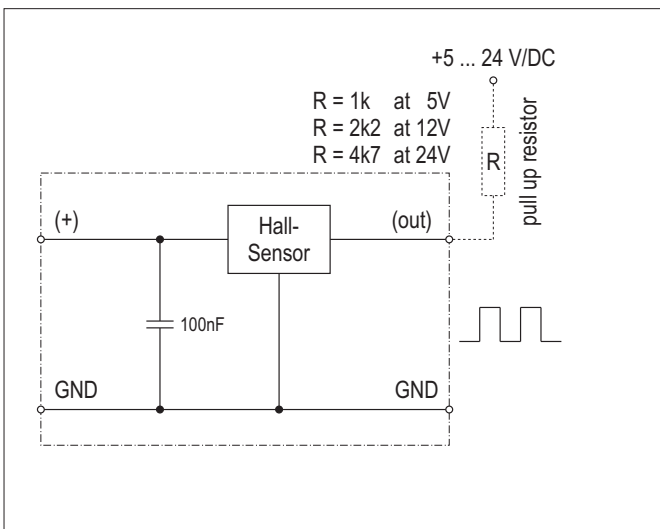 +5 ... 24 V/DC
R = 1k at 5V
R = 2k2 at 12V
R = 4k7 at 24V
R
pull up resistor
(+)
Hall-
Sensor
(out)
100nF
GND
GND